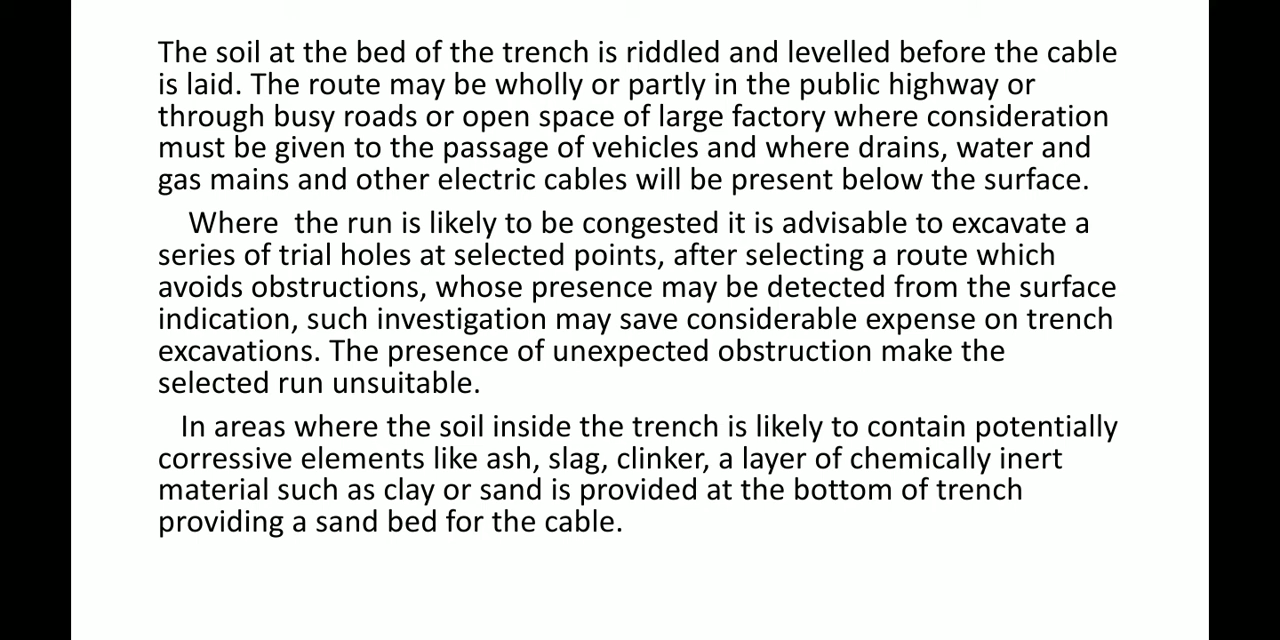 The soil at the bed of the trench is riddled and levelled before the cable
is laid. The route may be wholly or partly in the public highway or
through busy roads or open space of large factory where consideration
must be given to the passage of vehicles and where drains, water and
gas mains and other electric cables will be present below the surface.
Where  the run is likely to be congested it is advisable to excavate a
series of trial holes at selected points, after selecting a route which
avoids obstructions, whose presence may be detected from the surface
indication, such investigation may save considerable expense on trench
excavations. The presence of unexpected obstruction make the
selected run unsuitable.
In areas where the soil inside the trench is likely to contain potentially
corressive elements like ash, slag, clinker, a layer of chemically inert
material such as clay or sand is provided at the bottom of trench
providing a sand bed for the cable.